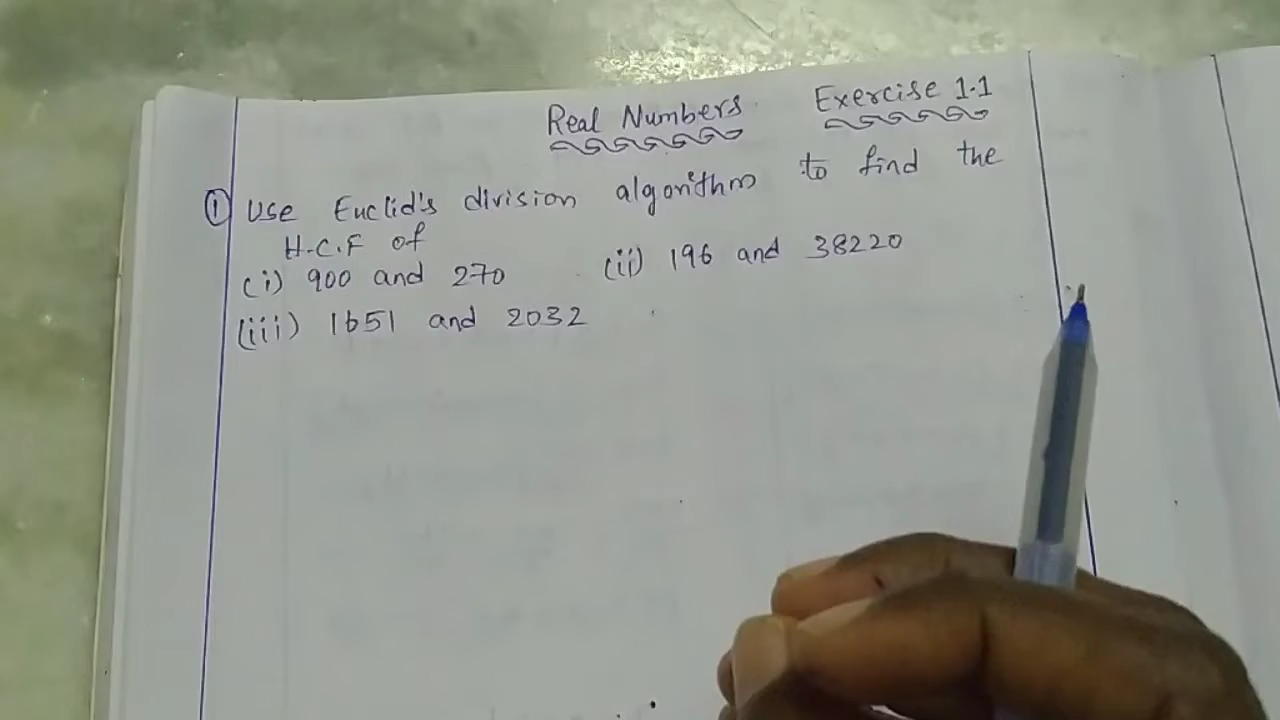 Real Numbers Exercise 1.1
① Use Euclid's division algorithm to find the
H.C.F of
(i) 900 and 270 (ii) 196 and 38220
(iii) 1651 and 2032